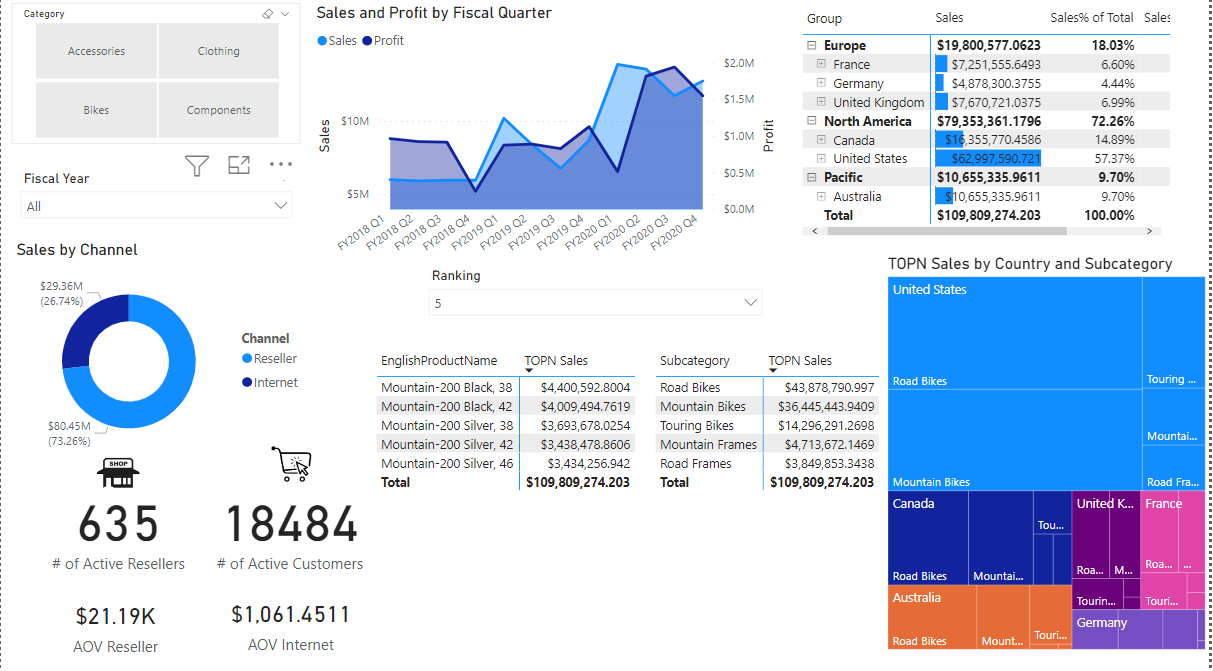 Category
Accessories
Clothing
Bikes
Components
Fiscal Year
All
Sales and Profit by Fiscal Quarter
Sales Profit
Sales
$10M
$5M
$2.0M
$1.5M
$1.0M
$0.5M
$0.0M
Profit
FY2018 Q1
FY2018 Q2
FY2018 Q3
FY2018 Q4
FY2019 Q1
FY2019 Q2
FY2019 Q3
FY2019 Q4
FY2020 Q1
FY2020 Q2
FY2020 Q3
FY2020 Q4
Group Sales Sales% of Total Sales
Europe $19,800,577.0623 18.03%
France $7,251,555.6493 6.60%
Germany $4,878,300.3755 4.44%
United Kingdom $7,670,721.0375 6.99%
North America $79,353,361.1796 72.26%
Canada $16,355,770.4586 14.89%
United States $62,997,590.721 57.37%
Pacific $10,655,335.9611 9.70%
Australia $10,655,335.9611 9.70%
Total $109,809,274.203 100.00%
Sales by Channel
$29.36M
(26.74%)
$80.45M
(73.26%)
Channel
Reseller
Internet
SHOP
635
# of Active Resellers
18484
# of Active Customers
$21.19K
AOV Reseller
$1,061.4511
AOV Internet
Ranking
5
EnglishProductName TOPN Sales
Mountain-200 Black, 38 $4,400,592.8004
Mountain-200 Black, 42 $4,009,494.7619
Mountain-200 Silver, 38 $3,693,678.0254
Mountain-200 Silver, 42 $3,438,478.8606
Mountain-200 Silver, 46 $3,434,256.942
Total $109,809,274.203
Subcategory TOPN Sales
Road Bikes $43,878,790.997
Mountain Bikes $36,445,443.9409
Touring Bikes $14,296,291.2698
Mountain Frames $4,713,672.1469
Road Frames $3,849,853.3438
Total $109,809,274.203
TOPN Sales by Country and Subcategory
United States
Road Bikes
Touring ...
Mountain Bikes
Mountai...
Road Fra...
Canada
Road Bikes
Mountai...
Tou...
Australia
Road Bikes
Mount...
Touri...
United K...
Roa...
M...
Tourin...
France
Roa...
...
Touri...
Germany